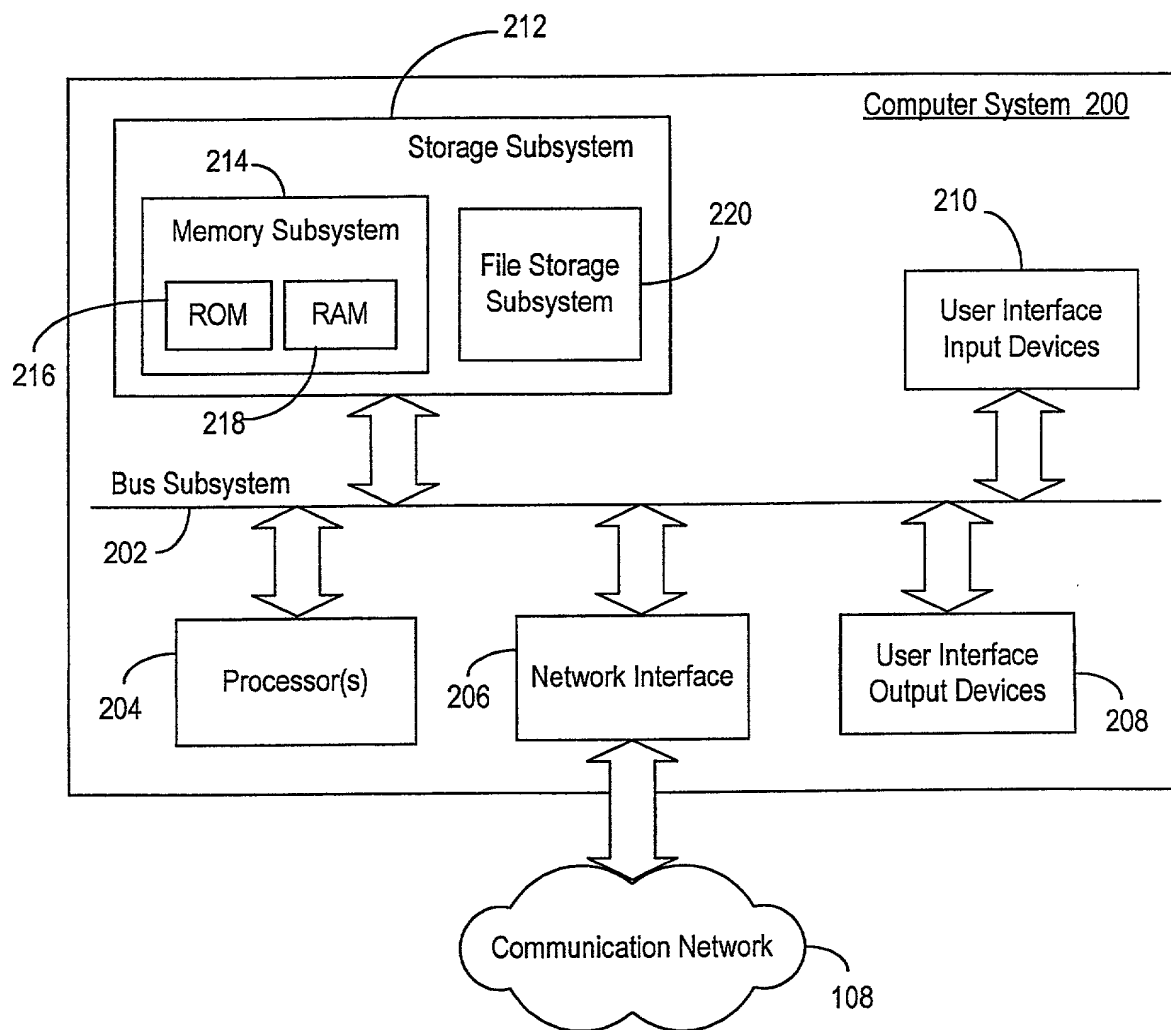 212
Computer System 200
Storage Subsystem
214
Memory Subsystem
220
210
File Storage
Subsystem
ROM
RAM
User Interface
Input Devices
216
218
Bus Subsystem
202
Processor(s)
204
Network Interface
206
User Interface
Output Devices
208
Communication Network
108